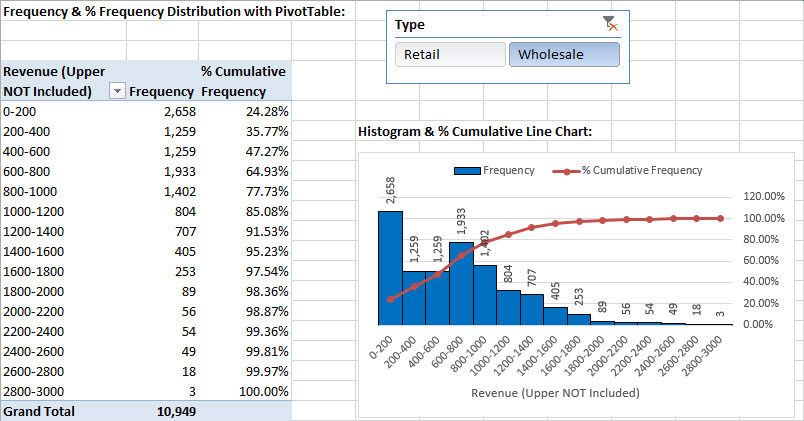 Frequency & % Frequency Distribution with PivotTable:
Type
Retail
Wholesale
Revenue (Upper % Cumulative
NOT Included) Frequency Frequency
0-200 2,658 24.28%
200-400 1,259 35.77%
400-600 1,259 47.27%
600-800 1,933 64.93%
800-1000 1,402 77.73%
1000-1200 804 85.08%
1200-1400 707 91.53%
1400-1600 405 95.23%
1600-1800 253 97.54%
1800-2000 89 98.36%
2000-2200 56 98.87%
2200-2400 54 99.36%
2400-2600 49 99.81%
2600-2800 18 99.97%
2800-3000 3 100.00%
Grand Total 10,949
Histogram & % Cumulative Line Chart:
Frequency % Cumulative Frequency
2,658
1,259
1,259
1,933
1,402
804
707
405
253
89
56
54
49
18
3
120.00%
100.00%
80.00%
60.00%
40.00%
20.00%
0.00%
0-200
200-400
400-600
600-800
800-1000
1000-1200
1200-1400
1400-1600
1600-1800
1800-2000
2000-2200
2200-2400
2400-2600
2600-2800
2800-3000
Revenue (Upper NOT Included)